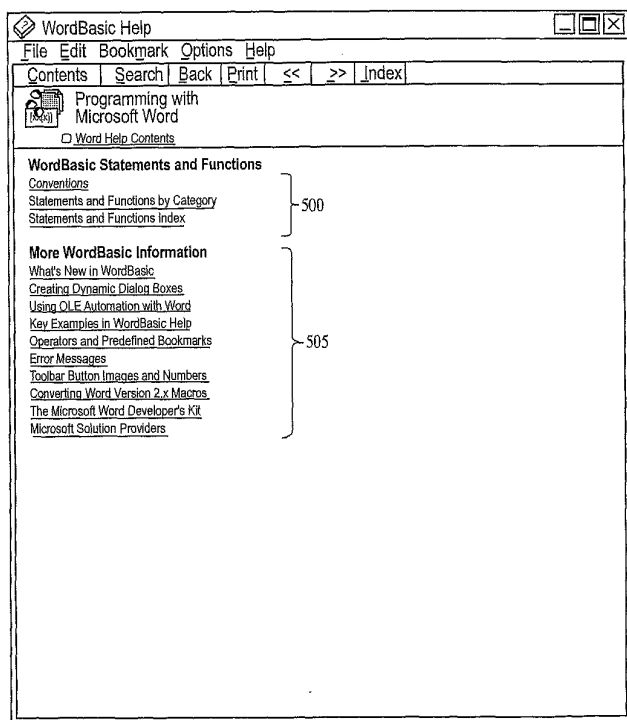 WordBasic Help
File Edit Bookmark Options Help
Contents Search Back Print << >> Index
Programming with
Microsoft Word
Word Help Contents
WordBasic Statements and Functions
Conventions
Statements and Functions by Category
Statements and Functions Index
500
More WordBasic Information
What's New in WordBasic
Creating Dynamic Dialog Boxes
Using OLE Automation with Word
Key Examples in WordBasic Help
Operators and Predefined Bookmarks
505
Error Messages
Toolbar Button Images and Numbers
Converting Word Version 2.x Macros
The Microsoft Word Developer's Kit
Microsoft Solution Providers